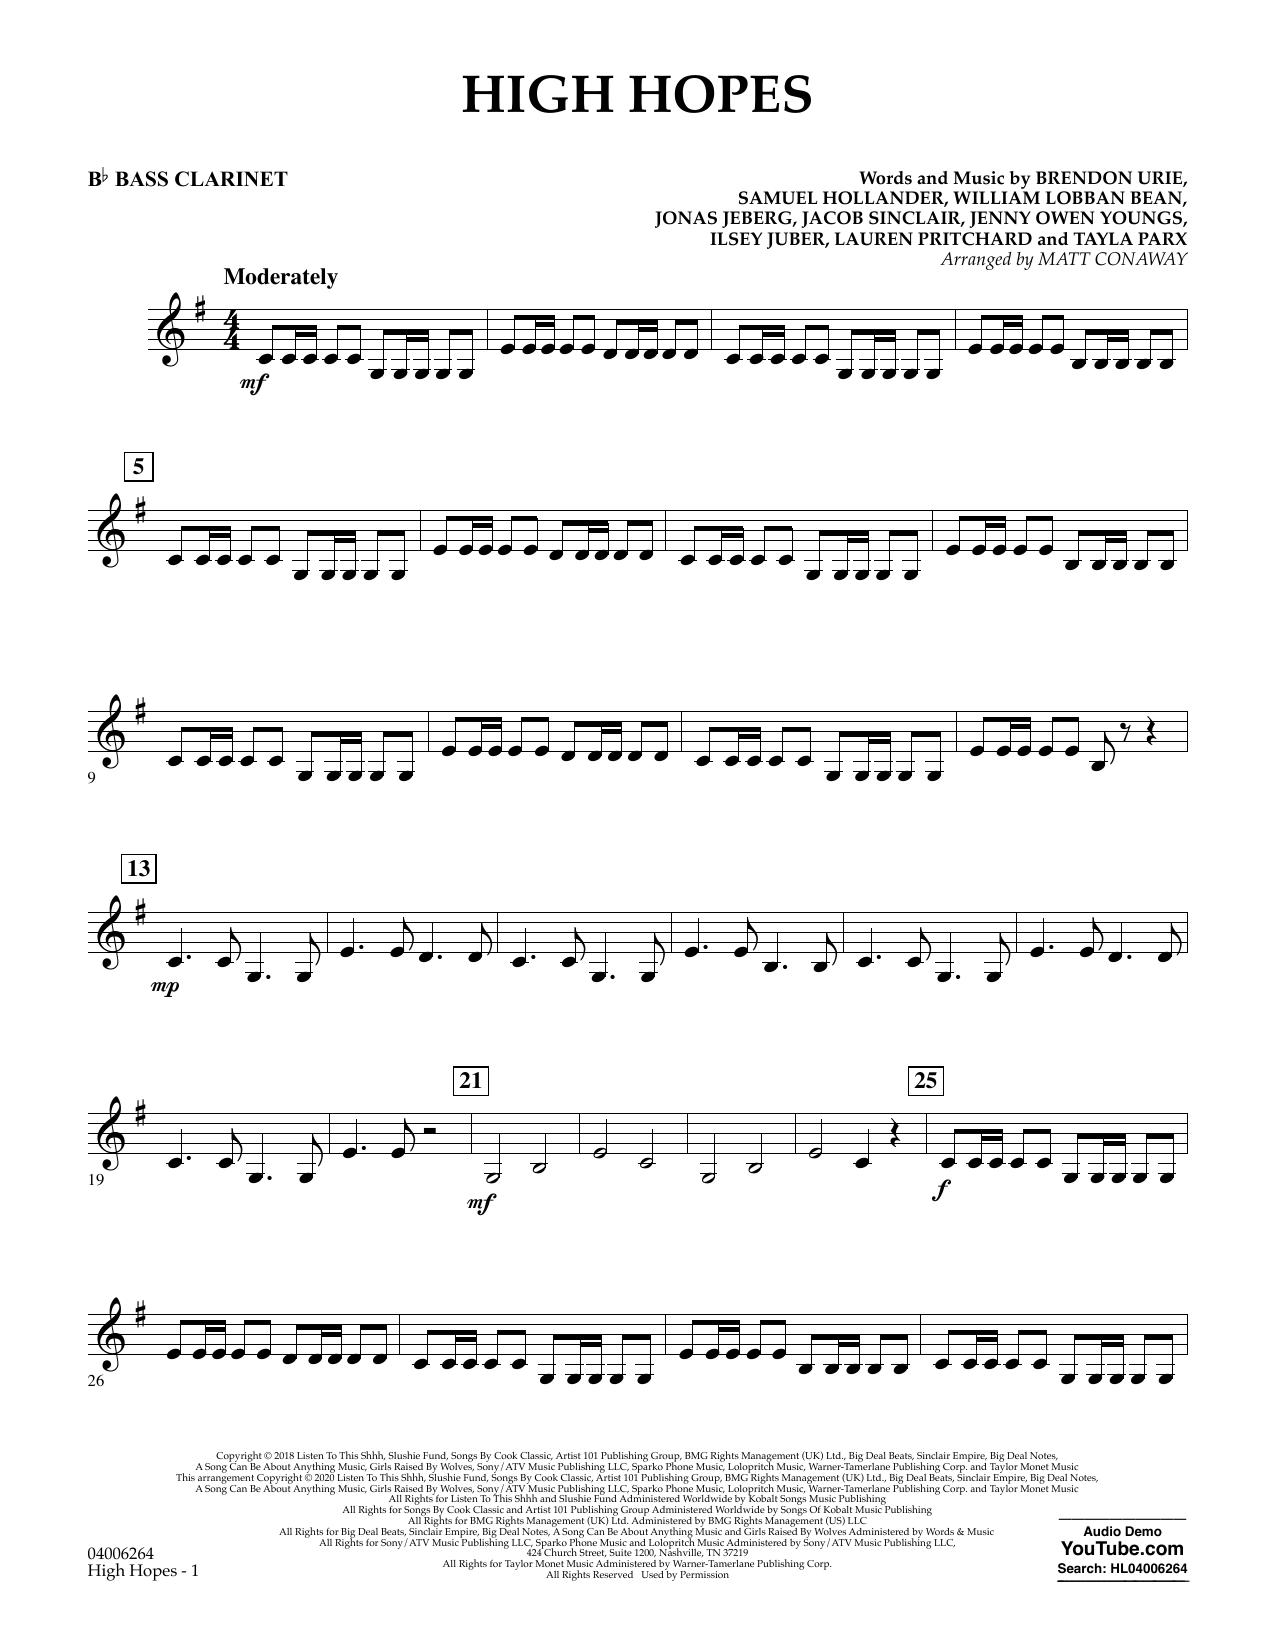 HIGH HOPES
B♭ BASS CLARINET
Words and Music by BRENDON URIE,
SAMUEL HOLLANDER, WILLIAM LOBBAN BEAN,
JONAS JEBERG, JACOB SINCLAIR, JENNY OWEN YOUNGS,
ILSEY JUBER, LAUREN PRITCHARD and TAYLA PARX
Arranged by MATT CONAWAY
Moderately
4
4
mf
5
9
13
mp
21
25
19
mf
f
26
Copyright © 2018 Listen To This Shhh, Slushie Fund, Songs By Cook Classic, Artist 101 Publishing Group, BMG Rights Management (UK) Ltd., Big Deal Beats, Sinclair Empire, Big Deal Notes,
A Song Can Be About Anything Music, Girls Raised By Wolves, Sony/ATV Music Publishing LLC, Sparko Phone Music, Lolopritch Music, Warner-Tamerlane Publishing Corp. and Taylor Monet Music
This arrangement Copyright © 2020 Listen To This Shhh, Slushie Fund, Songs By Cook Classic, Artist 101 Publishing Group, BMG Rights Management (UK) Ltd., Big Deal Beats, Sinclair Empire, Big Deal Notes,
A Song Can Be About Anything Music, Girls Raised By Wolves, Sony/ATV Music Publishing LLC, Sparko Phone Music, Lolopritch Music, Warner-Tamerlane Publishing Corp. and Taylor Monet Music
All Rights for Listen To This Shhh and Slushie Fund Administered Worldwide by Kobalt Songs Music Publishing
All Rights for Songs By Cook Classic and Artist 101 Publishing Group Administered Worldwide by Songs Of Kobalt Music Publishing
All Rights for BMG Rights Management (UK) Ltd. Administered by BMG Rights Management (US) LLC
All Rights for Big Deal Beats, Sinclair Empire, Big Deal Notes, A Song Can Be About Anything Music and Girls Raised By Wolves Administered by Words & Music
All Rights for Sony/ATV Music Publishing LLC, Sparko Phone Music and Lolopritch Music Administered by Sony/ATV Music Publishing LLC,
424 Church Street, Suite 1200, Nashville, TN 37219
All Rights for Taylor Monet Music Administered by Warner-Tamerlane Publishing Corp.
All Rights Reserved Used by Permission
04006264
High Hopes - 1
Audio Demo
YouTube.com
Search: HL04006264